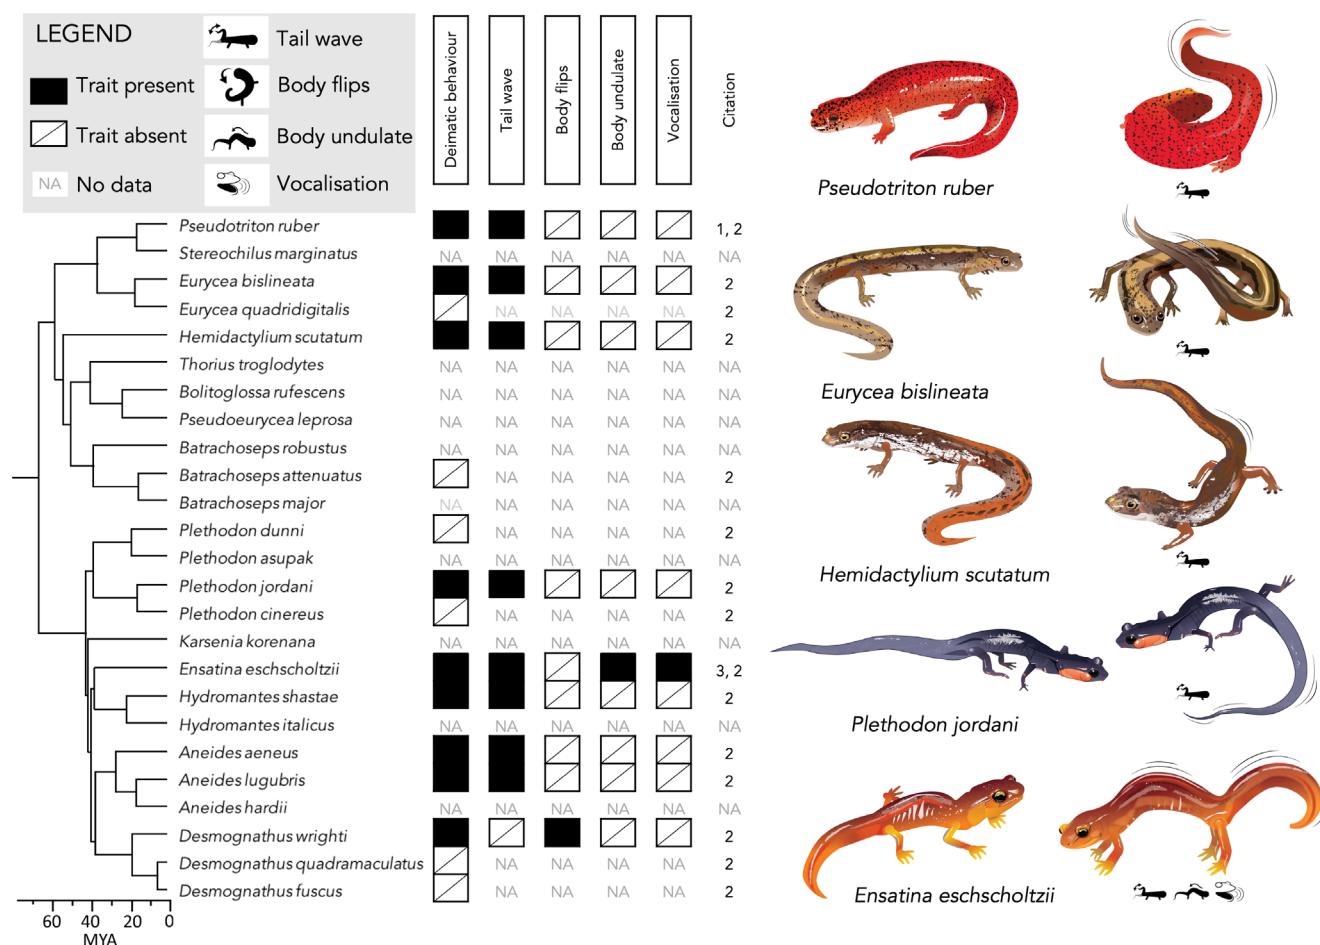 LEGEND
Trait present
Trait absent
NA No data
Tail wave
Body flips
Body undulate
Vocalisation
Deimatic behaviour
Tail wave
Body flips
Body undulate
Vocalisation
Citation
Pseudotriton ruber 1, 2
Stereochilus marginatus NA NA NA NA NA NA
Eurycea bislineata 2
Eurycea quadridigitalis NA NA NA NA 2
Hemidactylium scutatum 2
Thorius troglodytes NA NA NA NA NA NA
Bolitoglossa rufescens NA NA NA NA NA NA
Pseudoeurycea leprosa NA NA NA NA NA NA
Batrachoseps robustus NA NA NA NA NA NA
Batrachoseps attenuatus NA NA NA NA 2
Batrachoseps major NA NA NA NA NA NA
Plethodon dunni NA NA NA NA 2
Plethodon asupak NA NA NA NA NA NA
Plethodon jordani 2
Plethodon cinereus NA NA NA NA 2
Karsenia korenana NA NA NA NA NA NA
Ensatina eschscholtzii 3, 2
Hydromantes shastae 2
Hydromantes italicus NA NA NA NA NA NA
Aneides aeneus 2
Aneides lugubris 2
Aneides hardii NA NA NA NA NA NA
Desmognathus wrighti 2
Desmognathus quadramaculatus NA NA NA NA 2
Desmognathus fuscus NA NA NA NA 2
60 40 20 0
MYA
Pseudotriton ruber
Eurycea bislineata
Hemidactylium scutatum
Plethodon jordani
Ensatina eschscholtzii